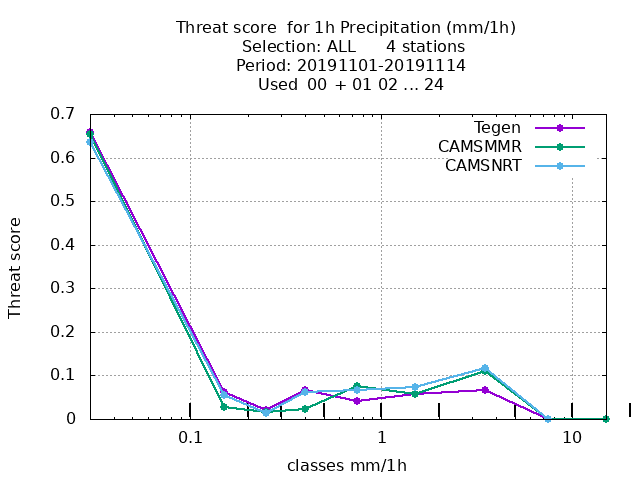 Threat score  for 1h Precipitation (mm/1h)
Selection: ALL      4 stations
Period: 20191101-20191114
Used  00  + 01 02 ... 24
Tegen
CAMSMMR
CAMSNRT
0.7
0.6
0.5
0.4
0.3
0.2
0.1
0
Threat score
0.1
1
10
classes mm/1h